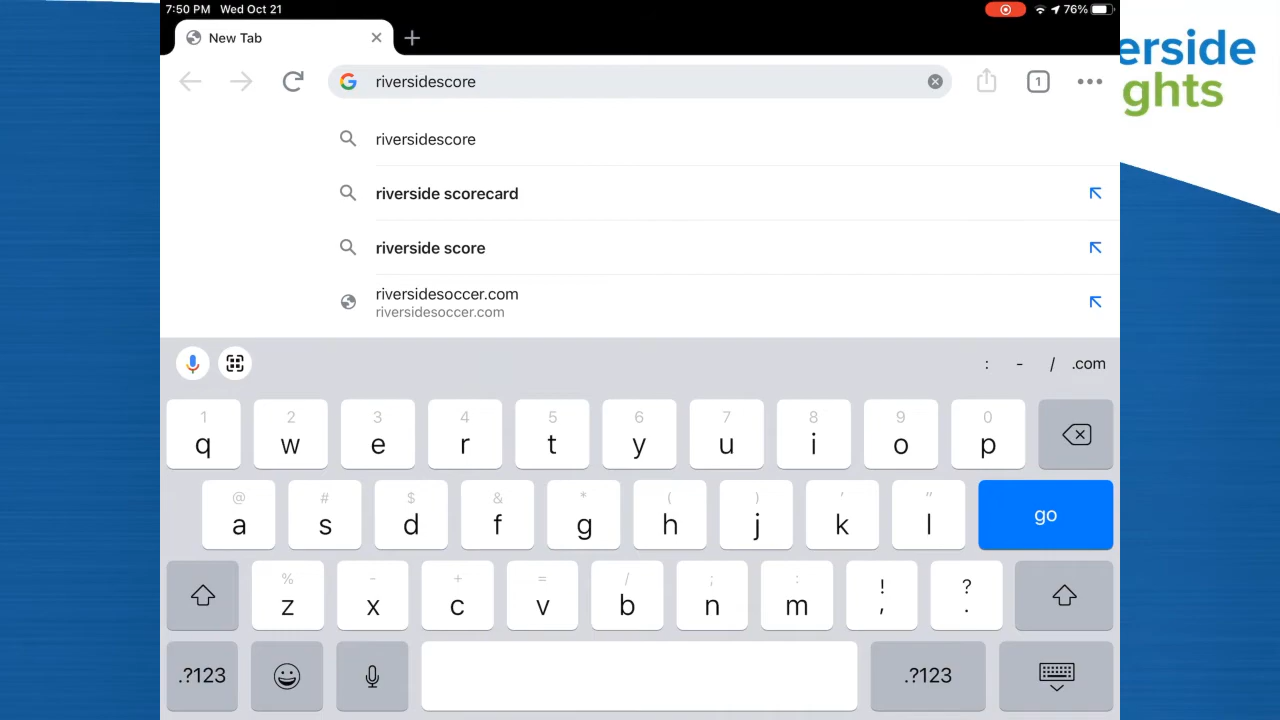 7:50 PM Wed Oct 21
76%
New Tab
riversidescore
1
riversidescore
riverside scorecard
riverside score
riversidesoccer.com
riversidesoccer.com
: - / .com
1 2 3 4 5 6 7 8 9 0
q w e r t y u i o p
@ # $ & * ( ) ' "
a s d f g h j k l go
% - + = / ; : ! ?
z x c v b n m , .
.?123 .?123
erside
ghts